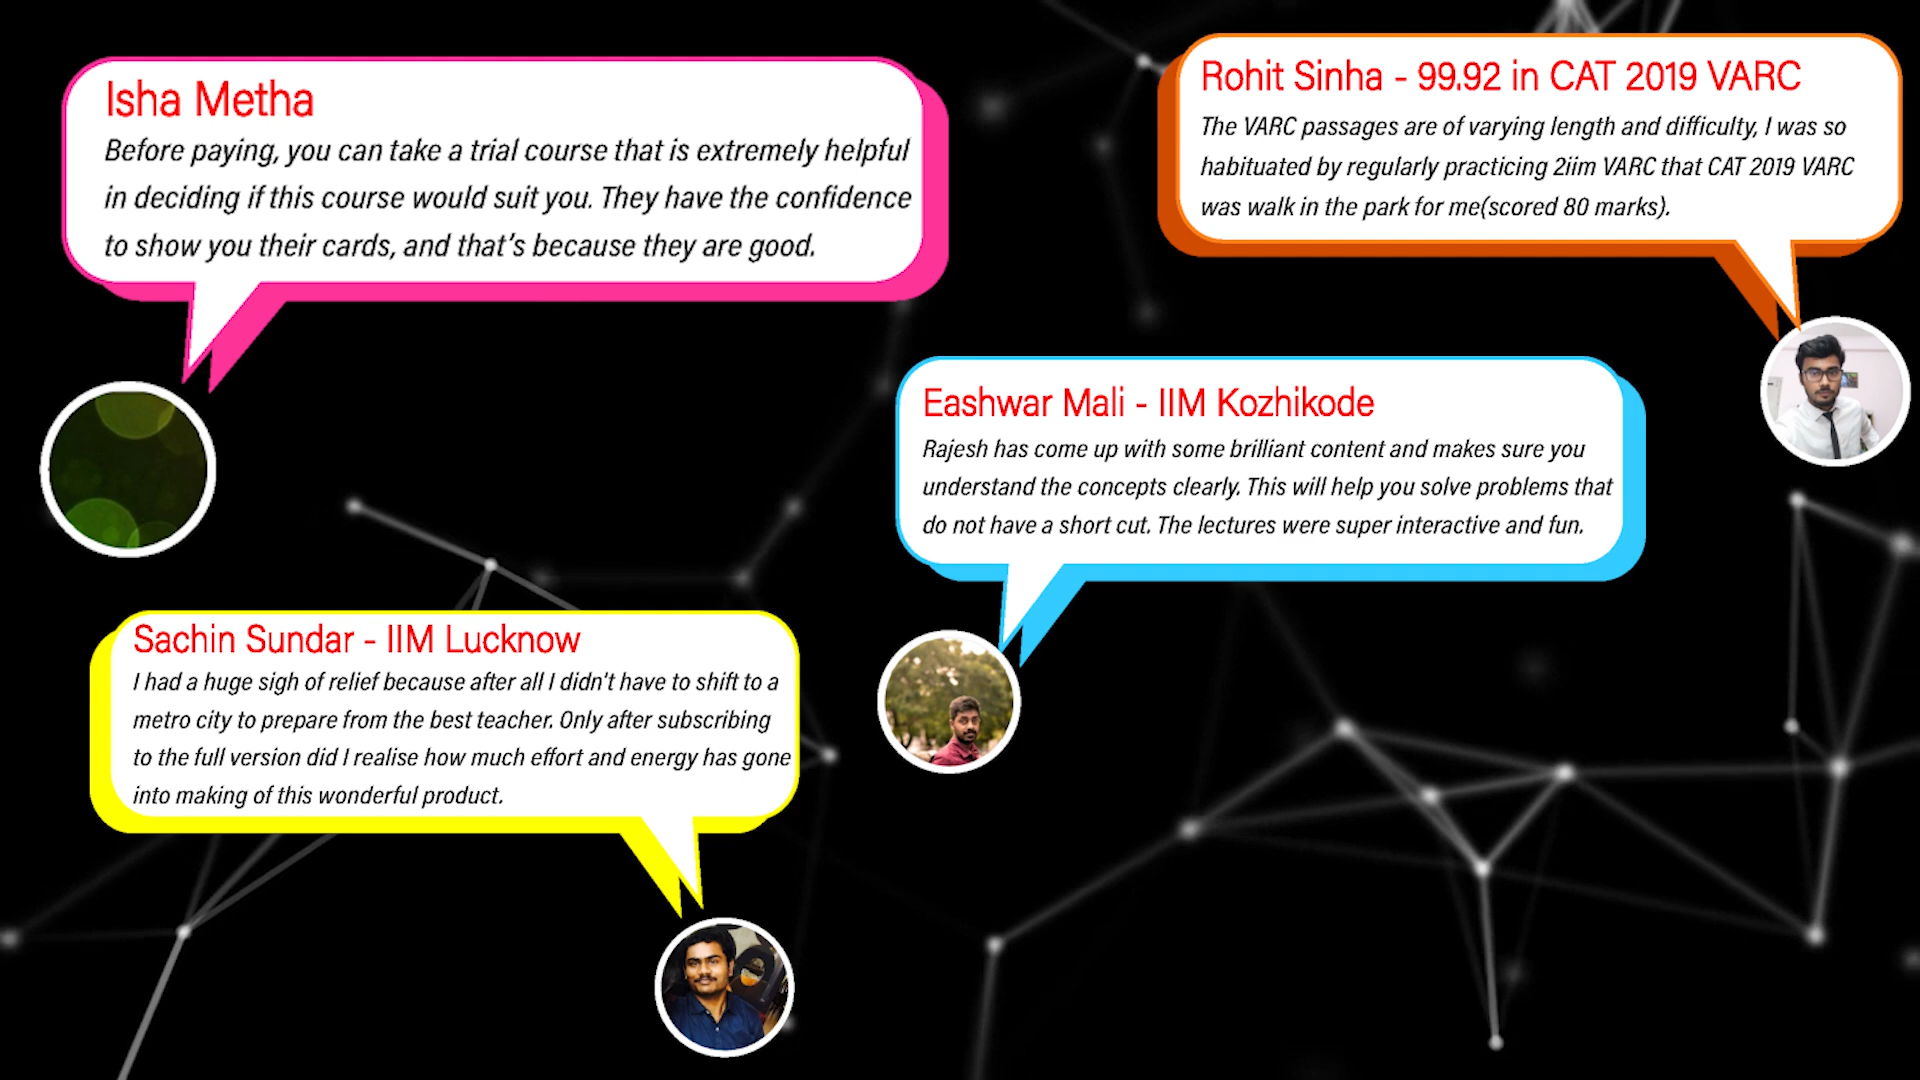 Isha Metha
Before paying, you can take a trial course that is extremely helpful
in deciding if this course would suit you. They have the confidence
to show you their cards, and that's because they are good.
Rohit Sinha - 99.92 in CAT 2019 VARC
The VARC passages are of varying length and difficulty, I was so
habituated by regularly practicing 2iim VARC that CAT 2019 VARC
was walk in the park for me(scored 80 marks).
Eashwar Mali - IIM Kozhikode
Rajesh has come up with some brilliant content and makes sure you
understand the concepts clearly. This will help you solve problems that
do not have a short cut. The lectures were super interactive and fun.
Sachin Sundar - IIM Lucknow
I had a huge sigh of relief because after all I didn't have to shift to a
metro city to prepare from the best teacher. Only after subscribing
to the full version did I realise how much effort and energy has gone
into making of this wonderful product.